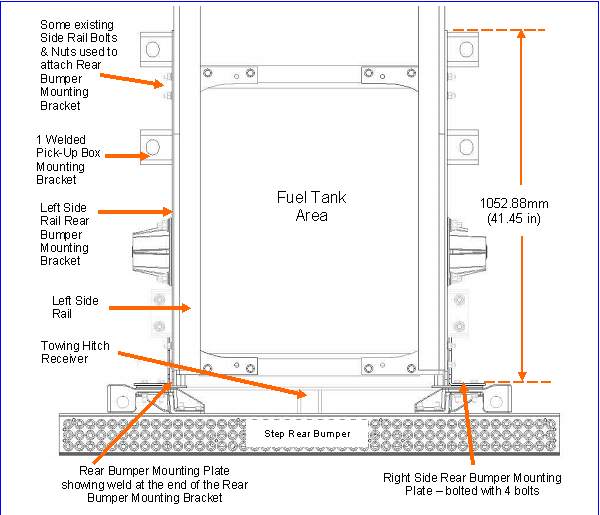 Some existing
Side Rail Bolts
& Nuts used to
attach Rear
Bumper
Mounting
Bracket
1 Welded
Pick-Up Box
Mounting
Bracket
Left Side
Rail Rear
Bumper
Mounting
Bracket
Left Side
Rail
Towing Hitch
Receiver
Fuel Tank
Area
1052.88mm
(41.45 in)
Step Rear Bumper
Rear Bumper Mounting Plate
showing weld at the end of the Rear
Bumper Mounting Bracket
Right Side Rear Bumper Mounting
Plate – bolted with 4 bolts